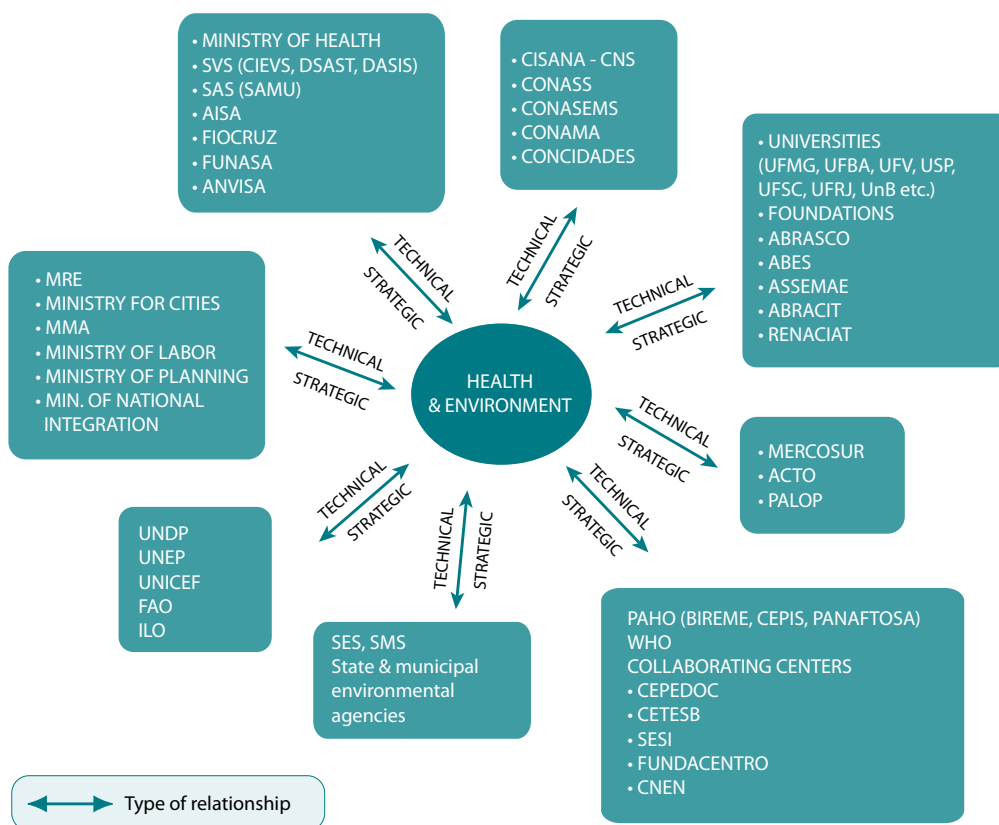 • MINISTRY OF HEALTH
• SVS (CIEVS, DSAST, DASIS)
• SAS (SAMU)
• AISA
• FIOCRUZ
• FUNASA
• ANVISA
• CISANA - CNS
• CONASS
• CONASEMS
• CONAMA
• CONCIDADES
• UNIVERSITIES
(UFMG, UFBA, UFV, USP,
UFSC, UFRJ, UnB etc.)
• FOUNDATIONS
• ABRASCO
• ABES
• ASSEMAE
• ABRACIT
• RENACIAT
TECHNICAL
STRATEGIC
TECHNICAL
STRATEGIC
TECHNICAL
STRATEGIC
• MRE
• MINISTRY FOR CITIES
• MMA
• MINISTRY OF LABOR
• MINISTRY OF PLANNING
• MIN. OF NATIONAL
INTEGRATION
TECHNICAL
STRATEGIC
HEALTH
& ENVIRONMENT
TECHNICAL
STRATEGIC
• MERCOSUR
• ACTO
• PALOP
TECHNICAL
STRATEGIC
TECHNICAL
STRATEGIC
TECHNICAL
STRATEGIC
UNDP
UNEP
UNICEF
FAO
ILO
SES, SMS
State & municipal
environmental
agencies
PAHO (BIREME, CEPIS, PANAFTOSA)
WHO
COLLABORATING CENTERS
• CEPEDOC
• CETESB
• SESI
• FUNDACENTRO
• CNEN
Type of relationship